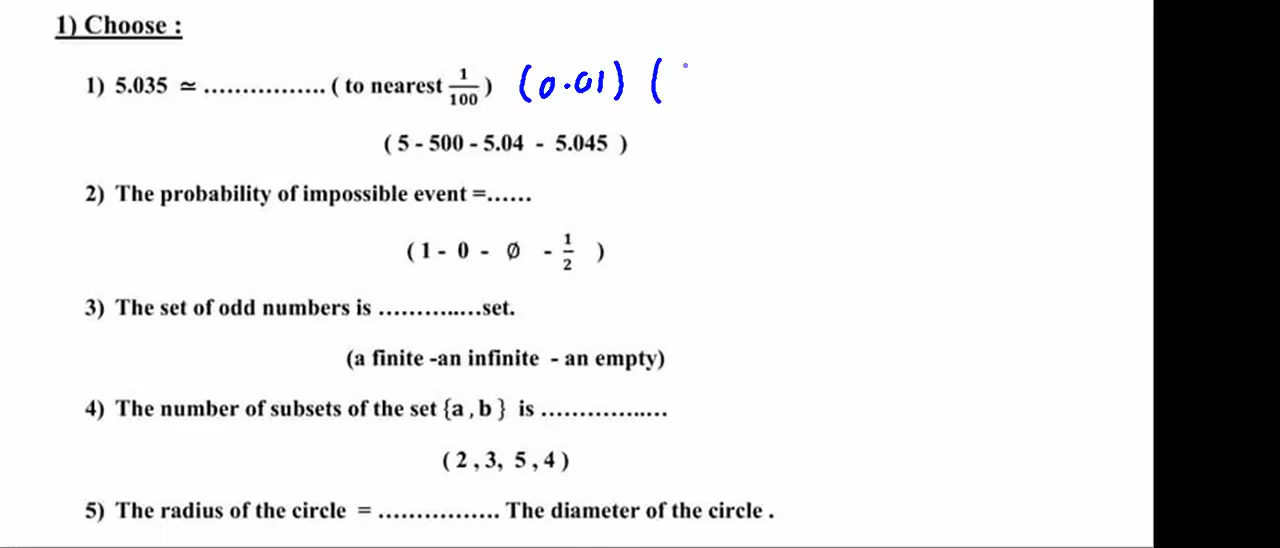 1) Choose :
1) 5.035 ≃ ................ ( to nearest 1/100 ) (0.01) (
( 5 - 500 - 5.04 - 5.045 )
2) The probability of impossible event =......
( 1 - 0 - ∅ - 1/2 )
3) The set of odd numbers is ..............set.
(a finite -an infinite - an empty)
4) The number of subsets of the set {a , b } is .................
( 2 , 3, 5 , 4 )
5) The radius of the circle = ................ The diameter of the circle .